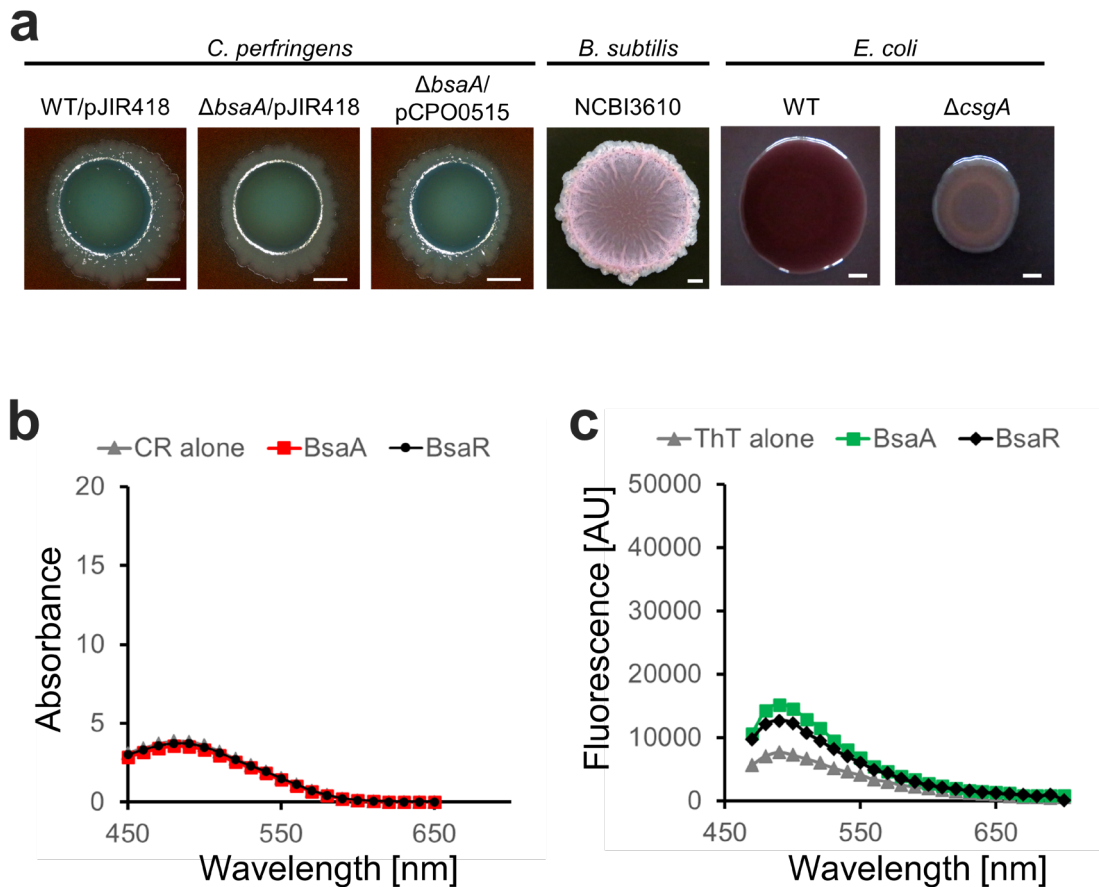 a
C. perfringens
B. subtilis
E. coli
WT/pJIR418
ΔbsaA/pJIR418
ΔbsaA/
pCPO0515
NCBI3610
WT
ΔcsgA
b
CR alone
BsaA
BsaR
20
15
10
5
0
450
550
650
Absorbance
Wavelength [nm]
c
ThT alone
BsaA
BsaR
50000
40000
30000
20000
10000
0
450
550
650
Fluorescence [AU]
Wavelength [nm]